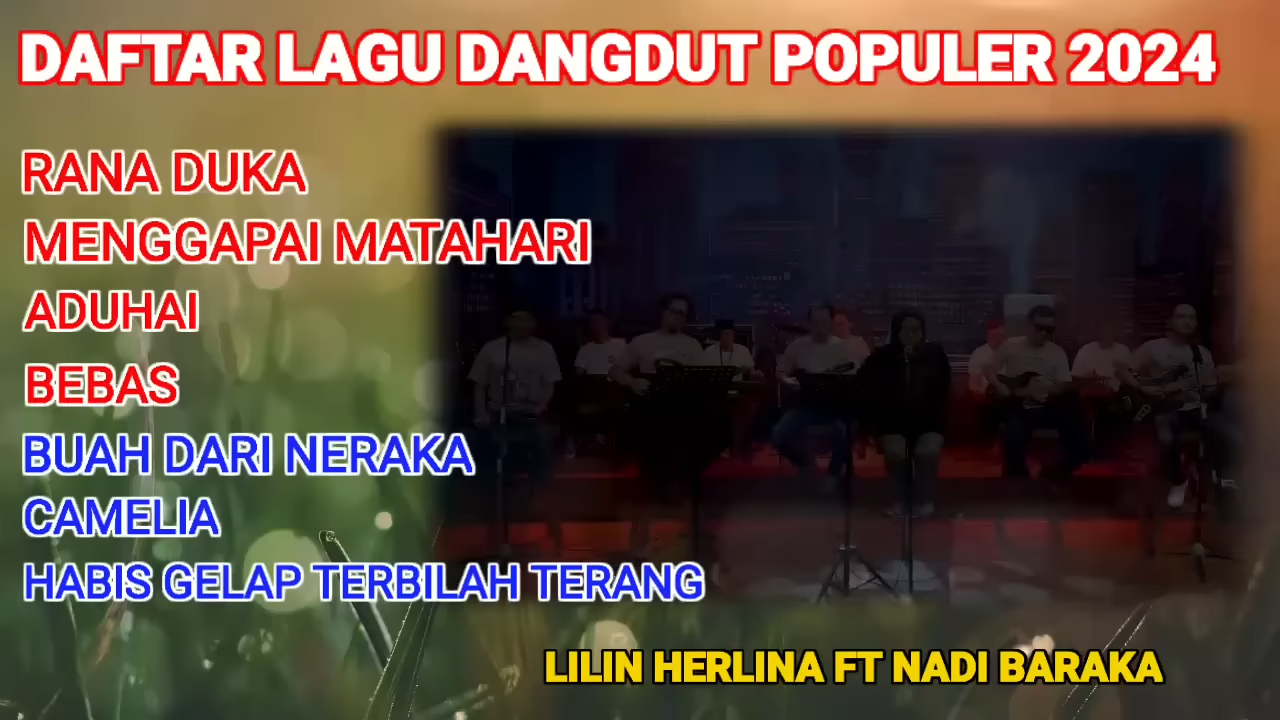 DAFTAR LAGU DANGDUT POPULER 2024
RANA DUKA
MENGGAPAI MATAHARI
ADUHAI
BEBAS
BUAH DARI NERAKA
CAMELIA
HABIS GELAP TERBILAH TERANG
LILIN HERLINA FT NADI BARAKA